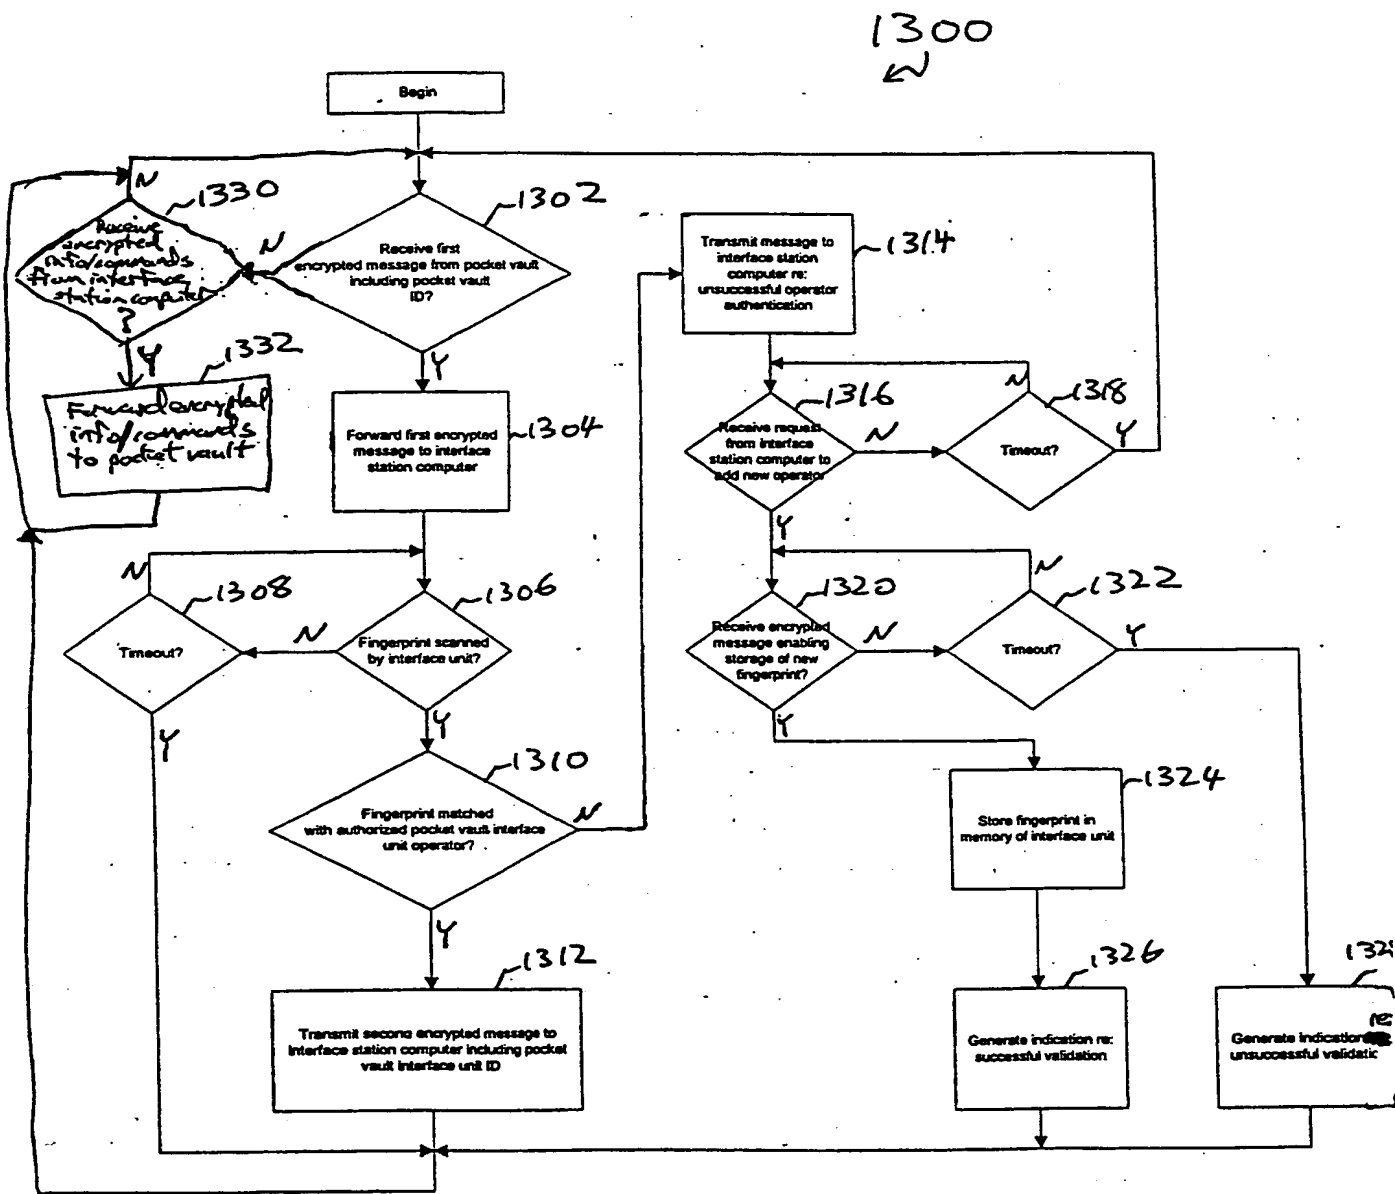 1300
Begin
N
1330
1302
Receive
encrypted
info/commands
from interface
station computer
?
N
Receive first
encrypted message from pocket vault
including pocket vault
ID?
Transmit message to
interface station
computer re:
unsuccessful operator
authentication
1314
Y
1332
Y
Forward encrypted
info/commands
to pocket vault
Forward first encrypted
message to interface
station computer
1304
1316
N
1318
Receive request
from interface
station computer to
add new operator
N
Timeout?
Y
Y
N
1308
1306
1320
N
1322
Timeout?
N
Fingerprint scanned
by interface unit?
Receive encrypted
message enabling
storage of new
fingerprint?
N
Timeout?
Y
Y
Y
Y
1310
Fingerprint matched
with authorized pocket vault interface
unit operator?
N
1324
Store fingerprint in
memory of interface unit
Y
1312
1326
Transmit second encrypted message to
Interface station computer including pocket
vault Interface unit ID
Generate indication re:
successful validation
Generate indication
re:
unsuccessful